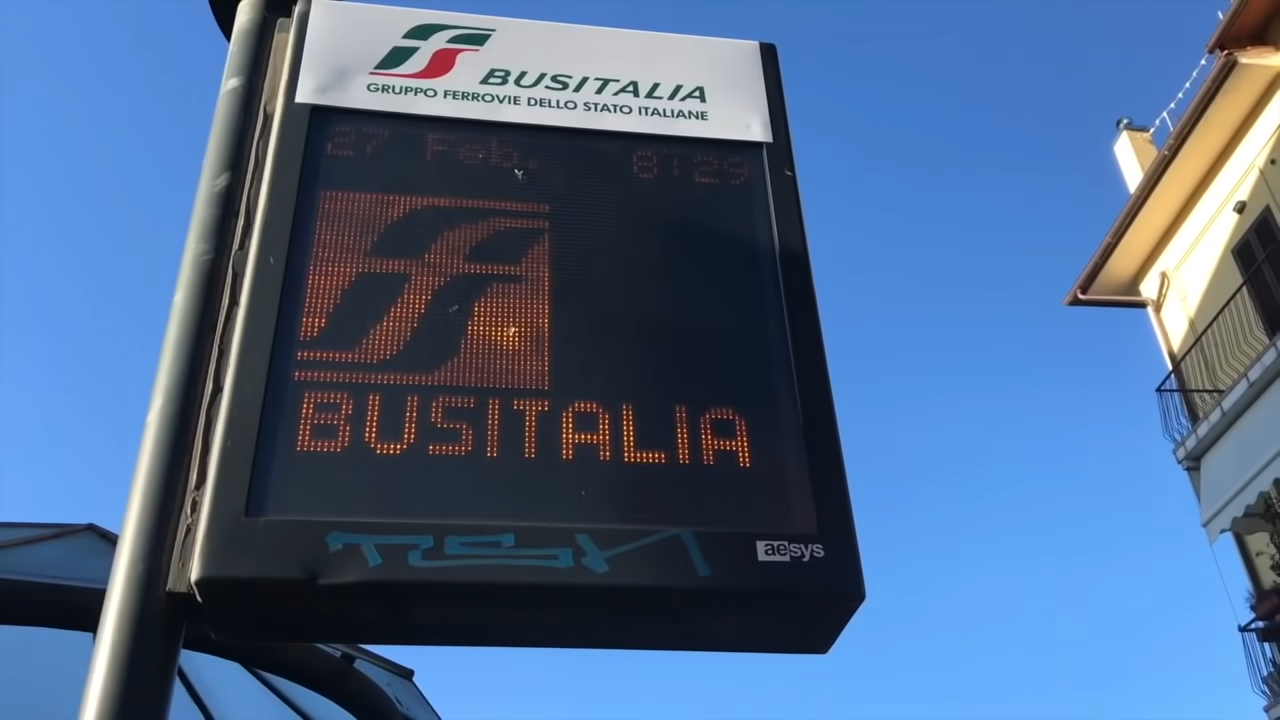 BUSITALIA
GRUPPO FERROVIE DELLO STATO ITALIANE
27 Feb. 8:29
BUSITALIA
aesys